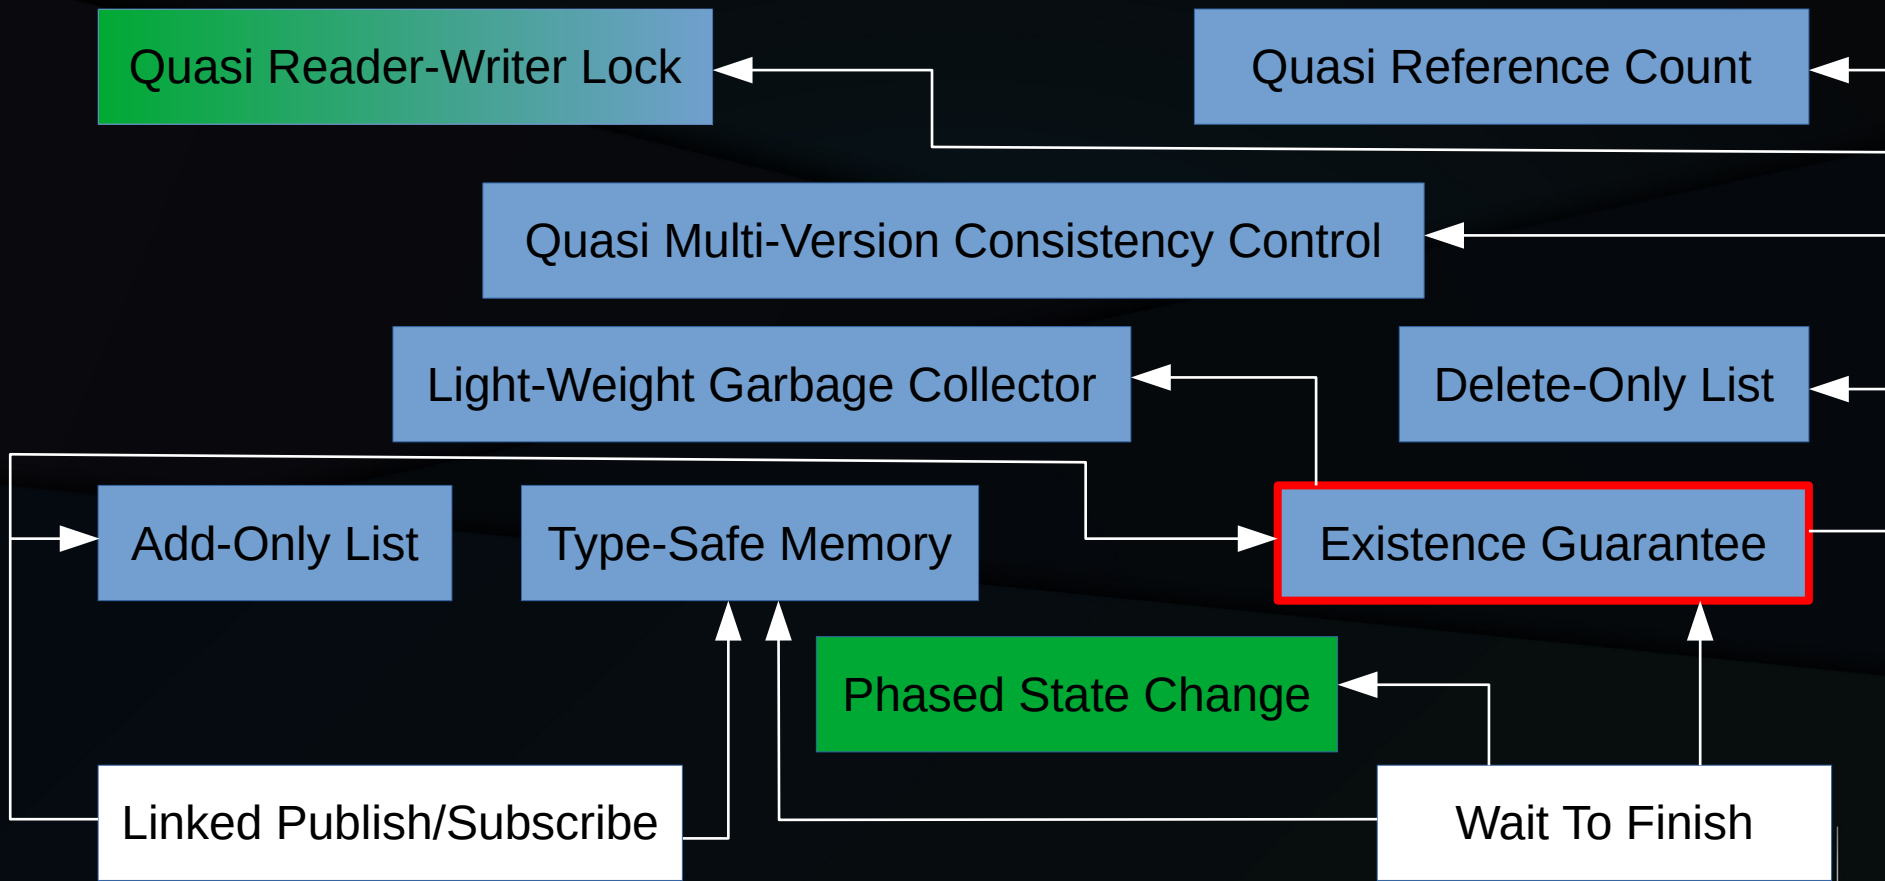 Quasi Reader-Writer Lock
Quasi Reference Count
Quasi Multi-Version Consistency Control
Light-Weight Garbage Collector
Delete-Only List
Add-Only List
Type-Safe Memory
Existence Guarantee
Phased State Change
Linked Publish/Subscribe
Wait To Finish